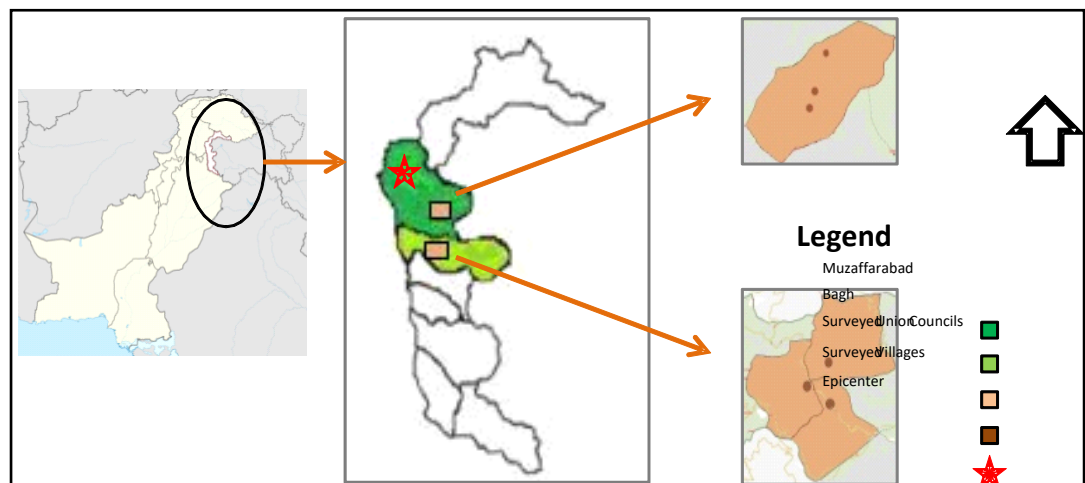 Legend
Muzaffarabad
Bagh
Surveyed Union Councils
Surveyed Villages
Epicenter